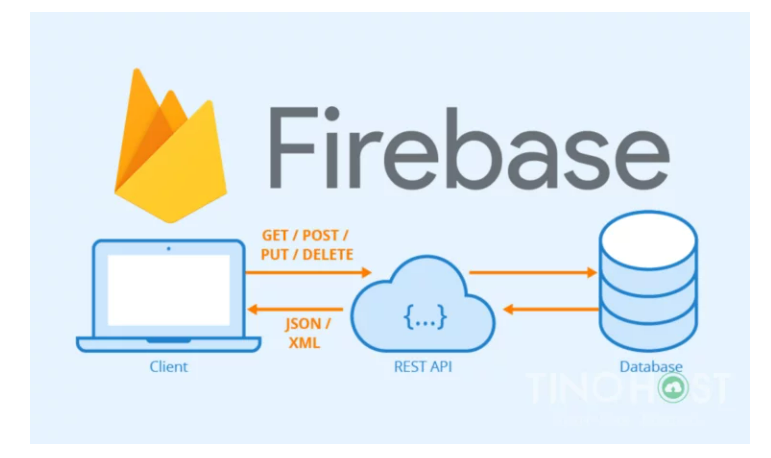 Firebase
GET / POST /
PUT / DELETE
{...}
JSON /
XML
Client
REST API
Database
TINOHOST